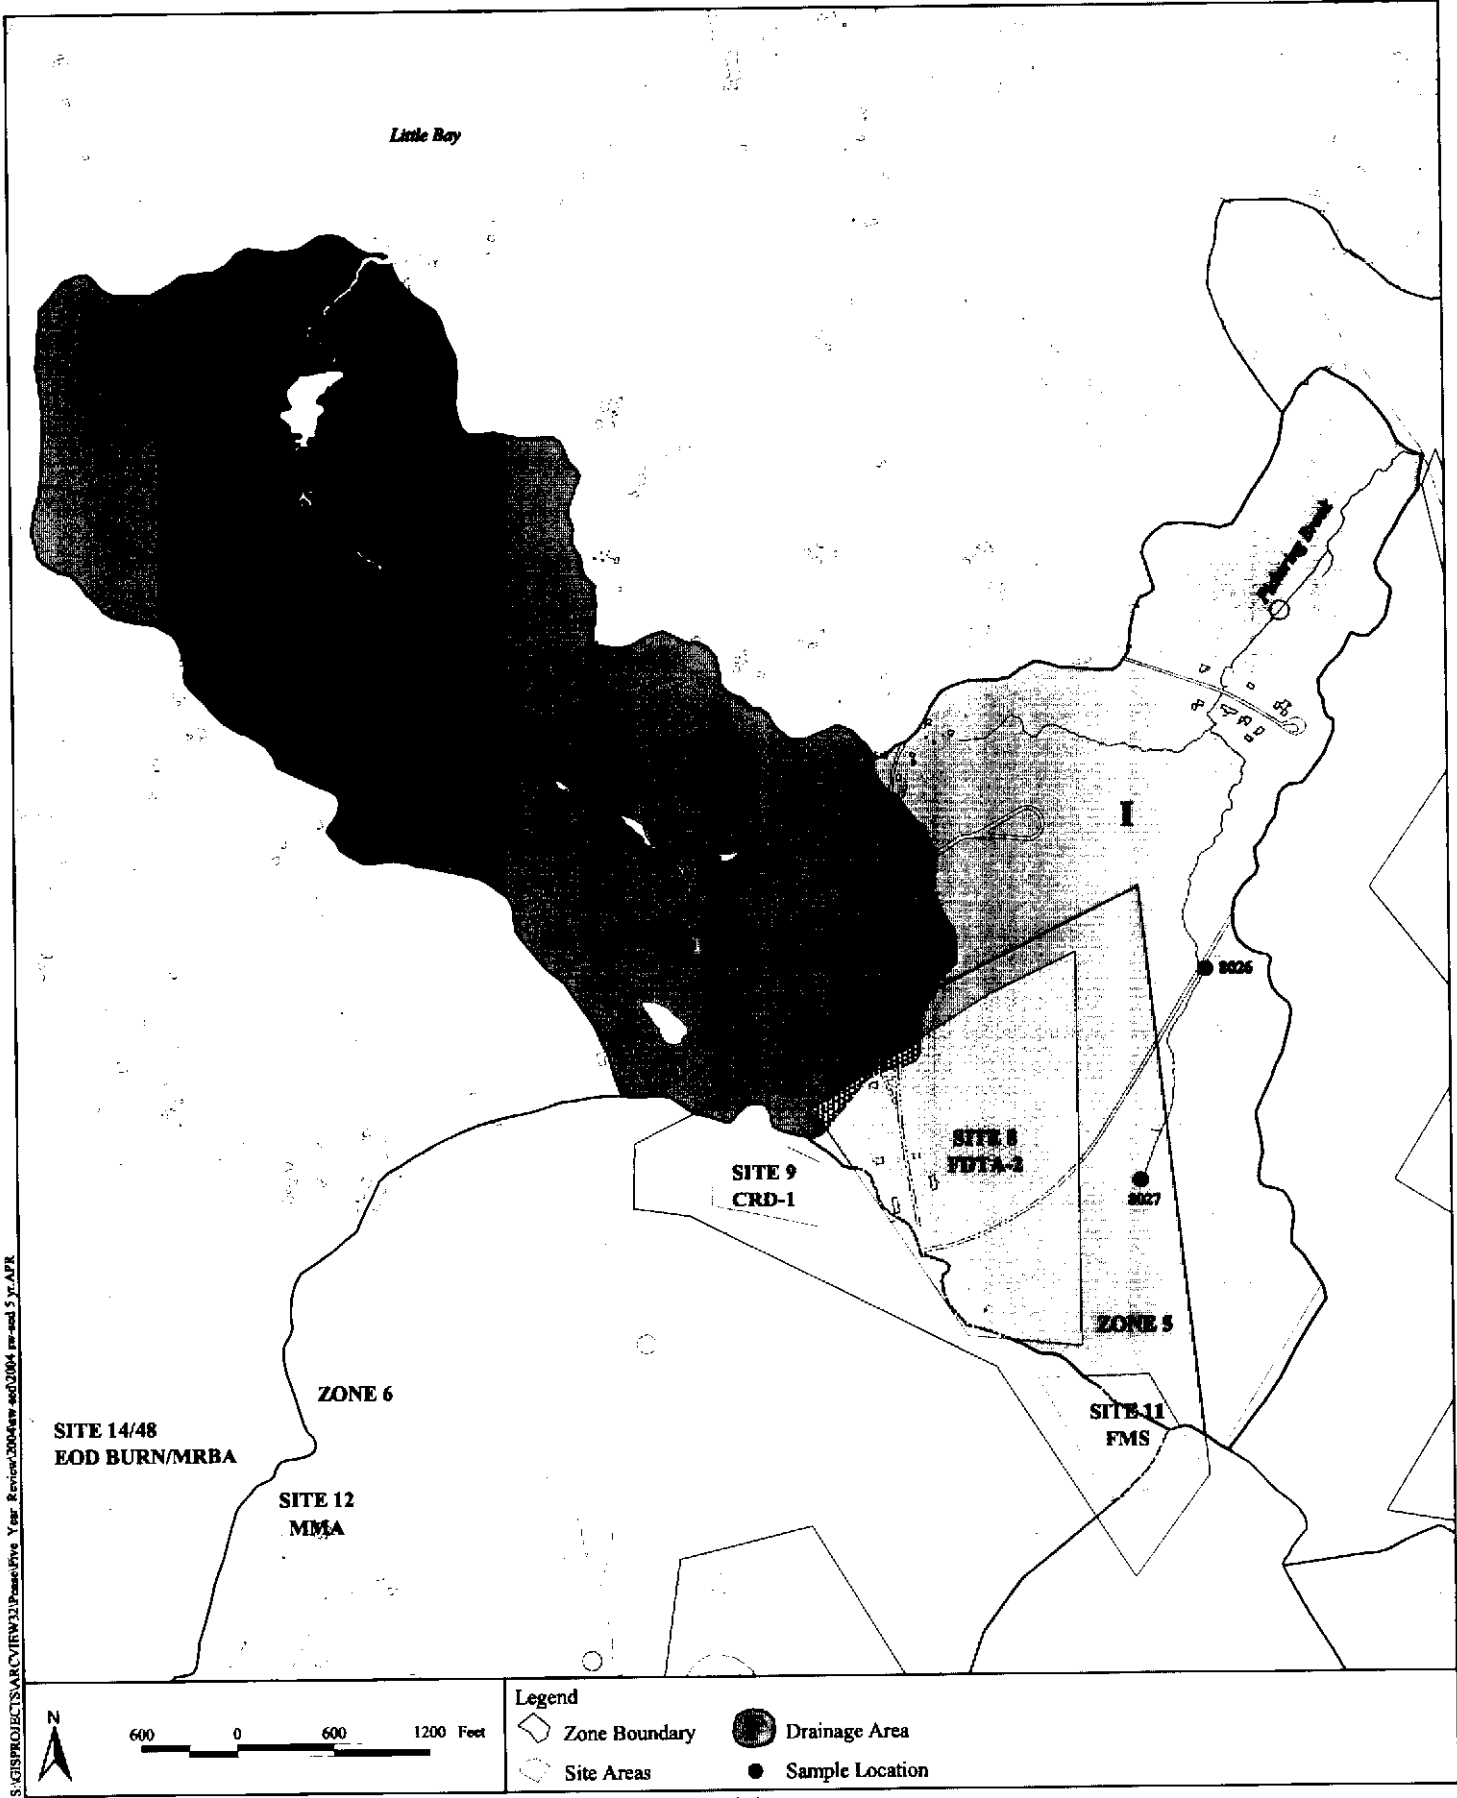 Little Bay
I
8026
SITE 8
FDTA-2
8027
SITE 9
CRD-1
ZONE 5
ZONE 6
SITE 11
FMS
SITE 14/48
EOD BURN/MRBA
SITE 12
MMA
N
600 0 600 1200 Feet
Legend
Zone Boundary
Drainage Area
Site Areas
Sample Location